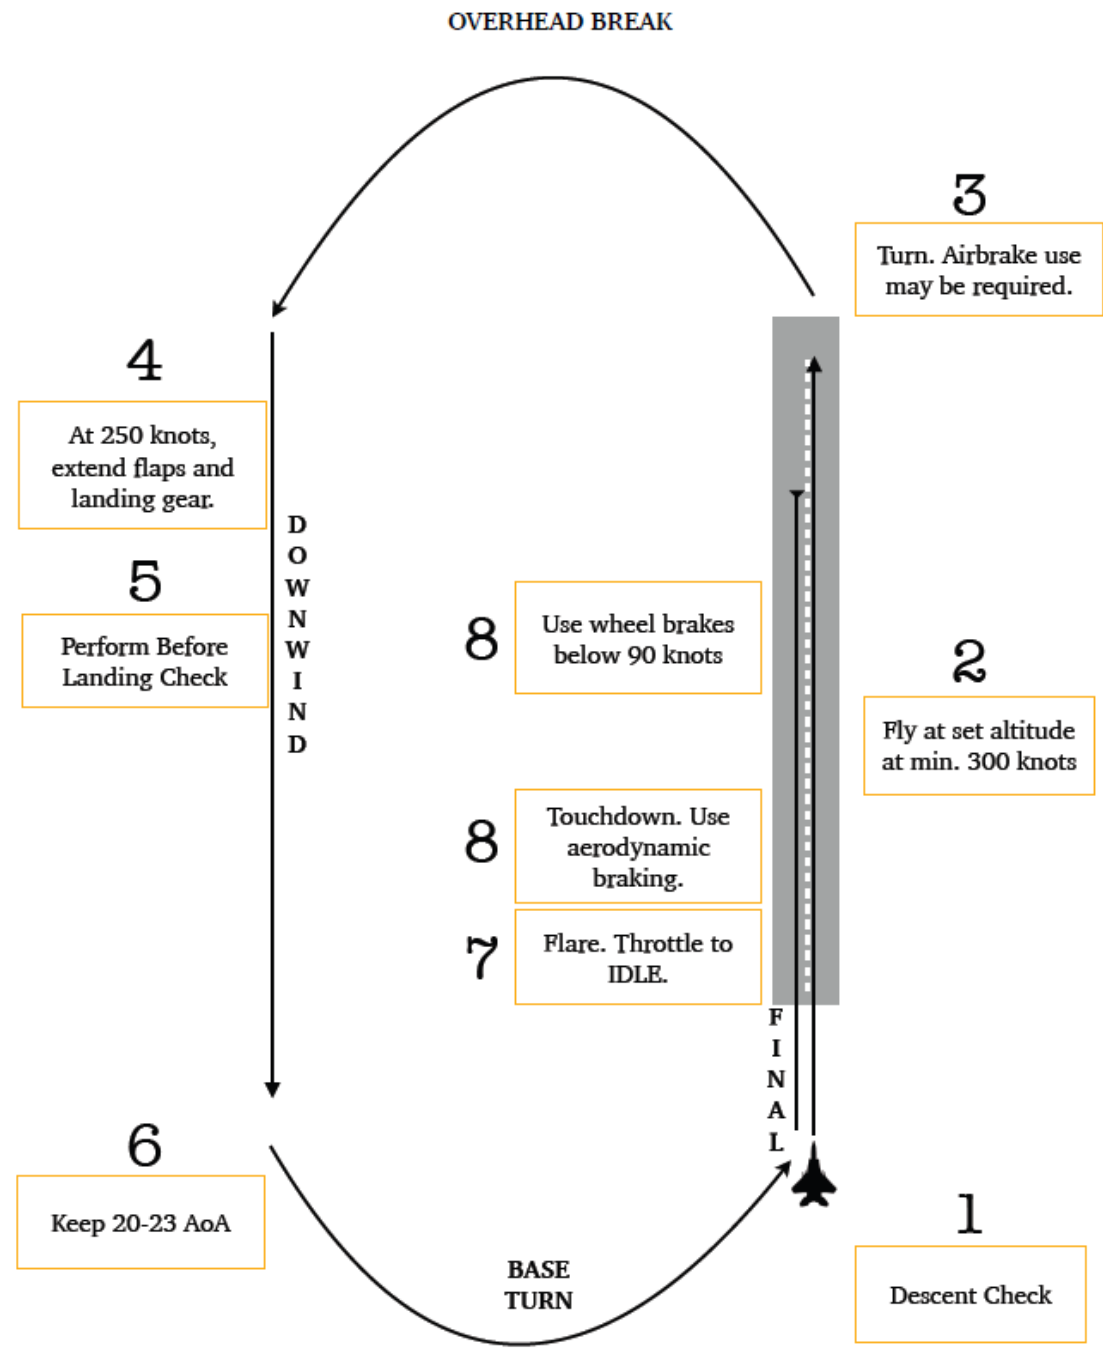 OVERHEAD BREAK
3
Turn. Airbrake use
may be required.
4
At 250 knots,
extend flaps and
landing gear.
DOWNWIND
5
Perform Before
Landing Check
8
Use wheel brakes
below 90 knots
2
Fly at set altitude
at min. 300 knots
8
Touchdown. Use
aerodynamic
braking.
7
Flare. Throttle to
IDLE.
FINAL
6
Keep 20-23 AoA
1
Descent Check
BASE
TURN